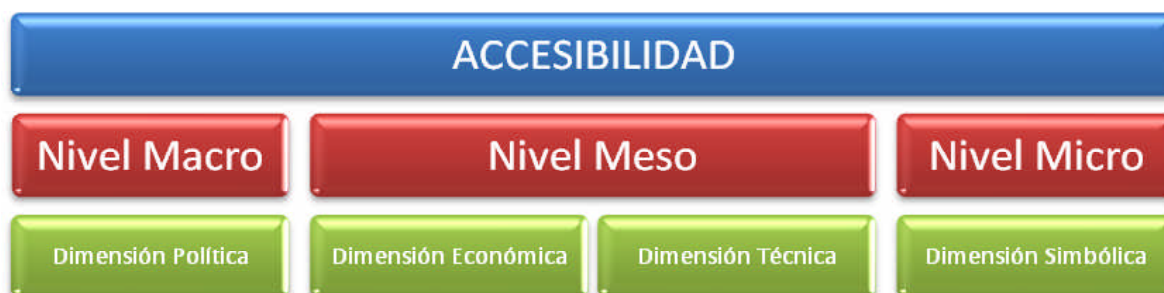 ACCESIBILIDAD
Nivel Macro
Nivel Meso
Nivel Micro
Dimensión Política
Dimensión Económica
Dimensión Técnica
Dimensión Simbólica